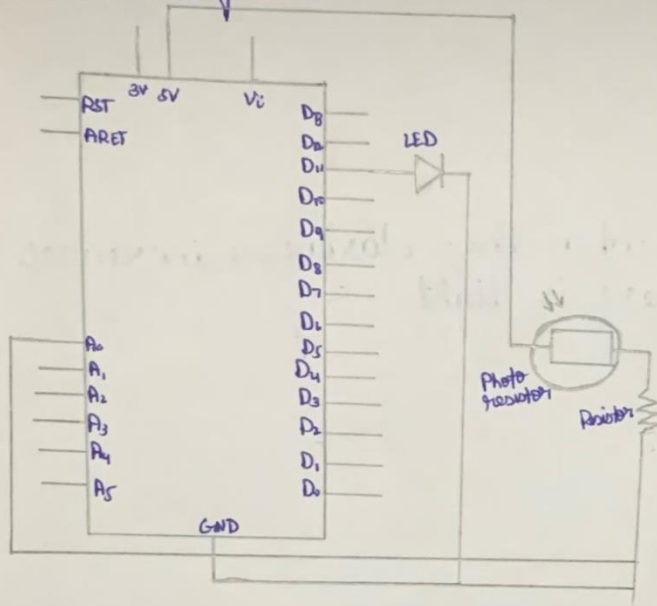 3V 5V Vi
RST
AREF
D13
D12
D11
D10
D9
D8
D7
D6
D5
D4
D3
D2
D1
D0
A0
A1
A2
A3
A4
A5
GND
LED
Photo
resistor
Resistor